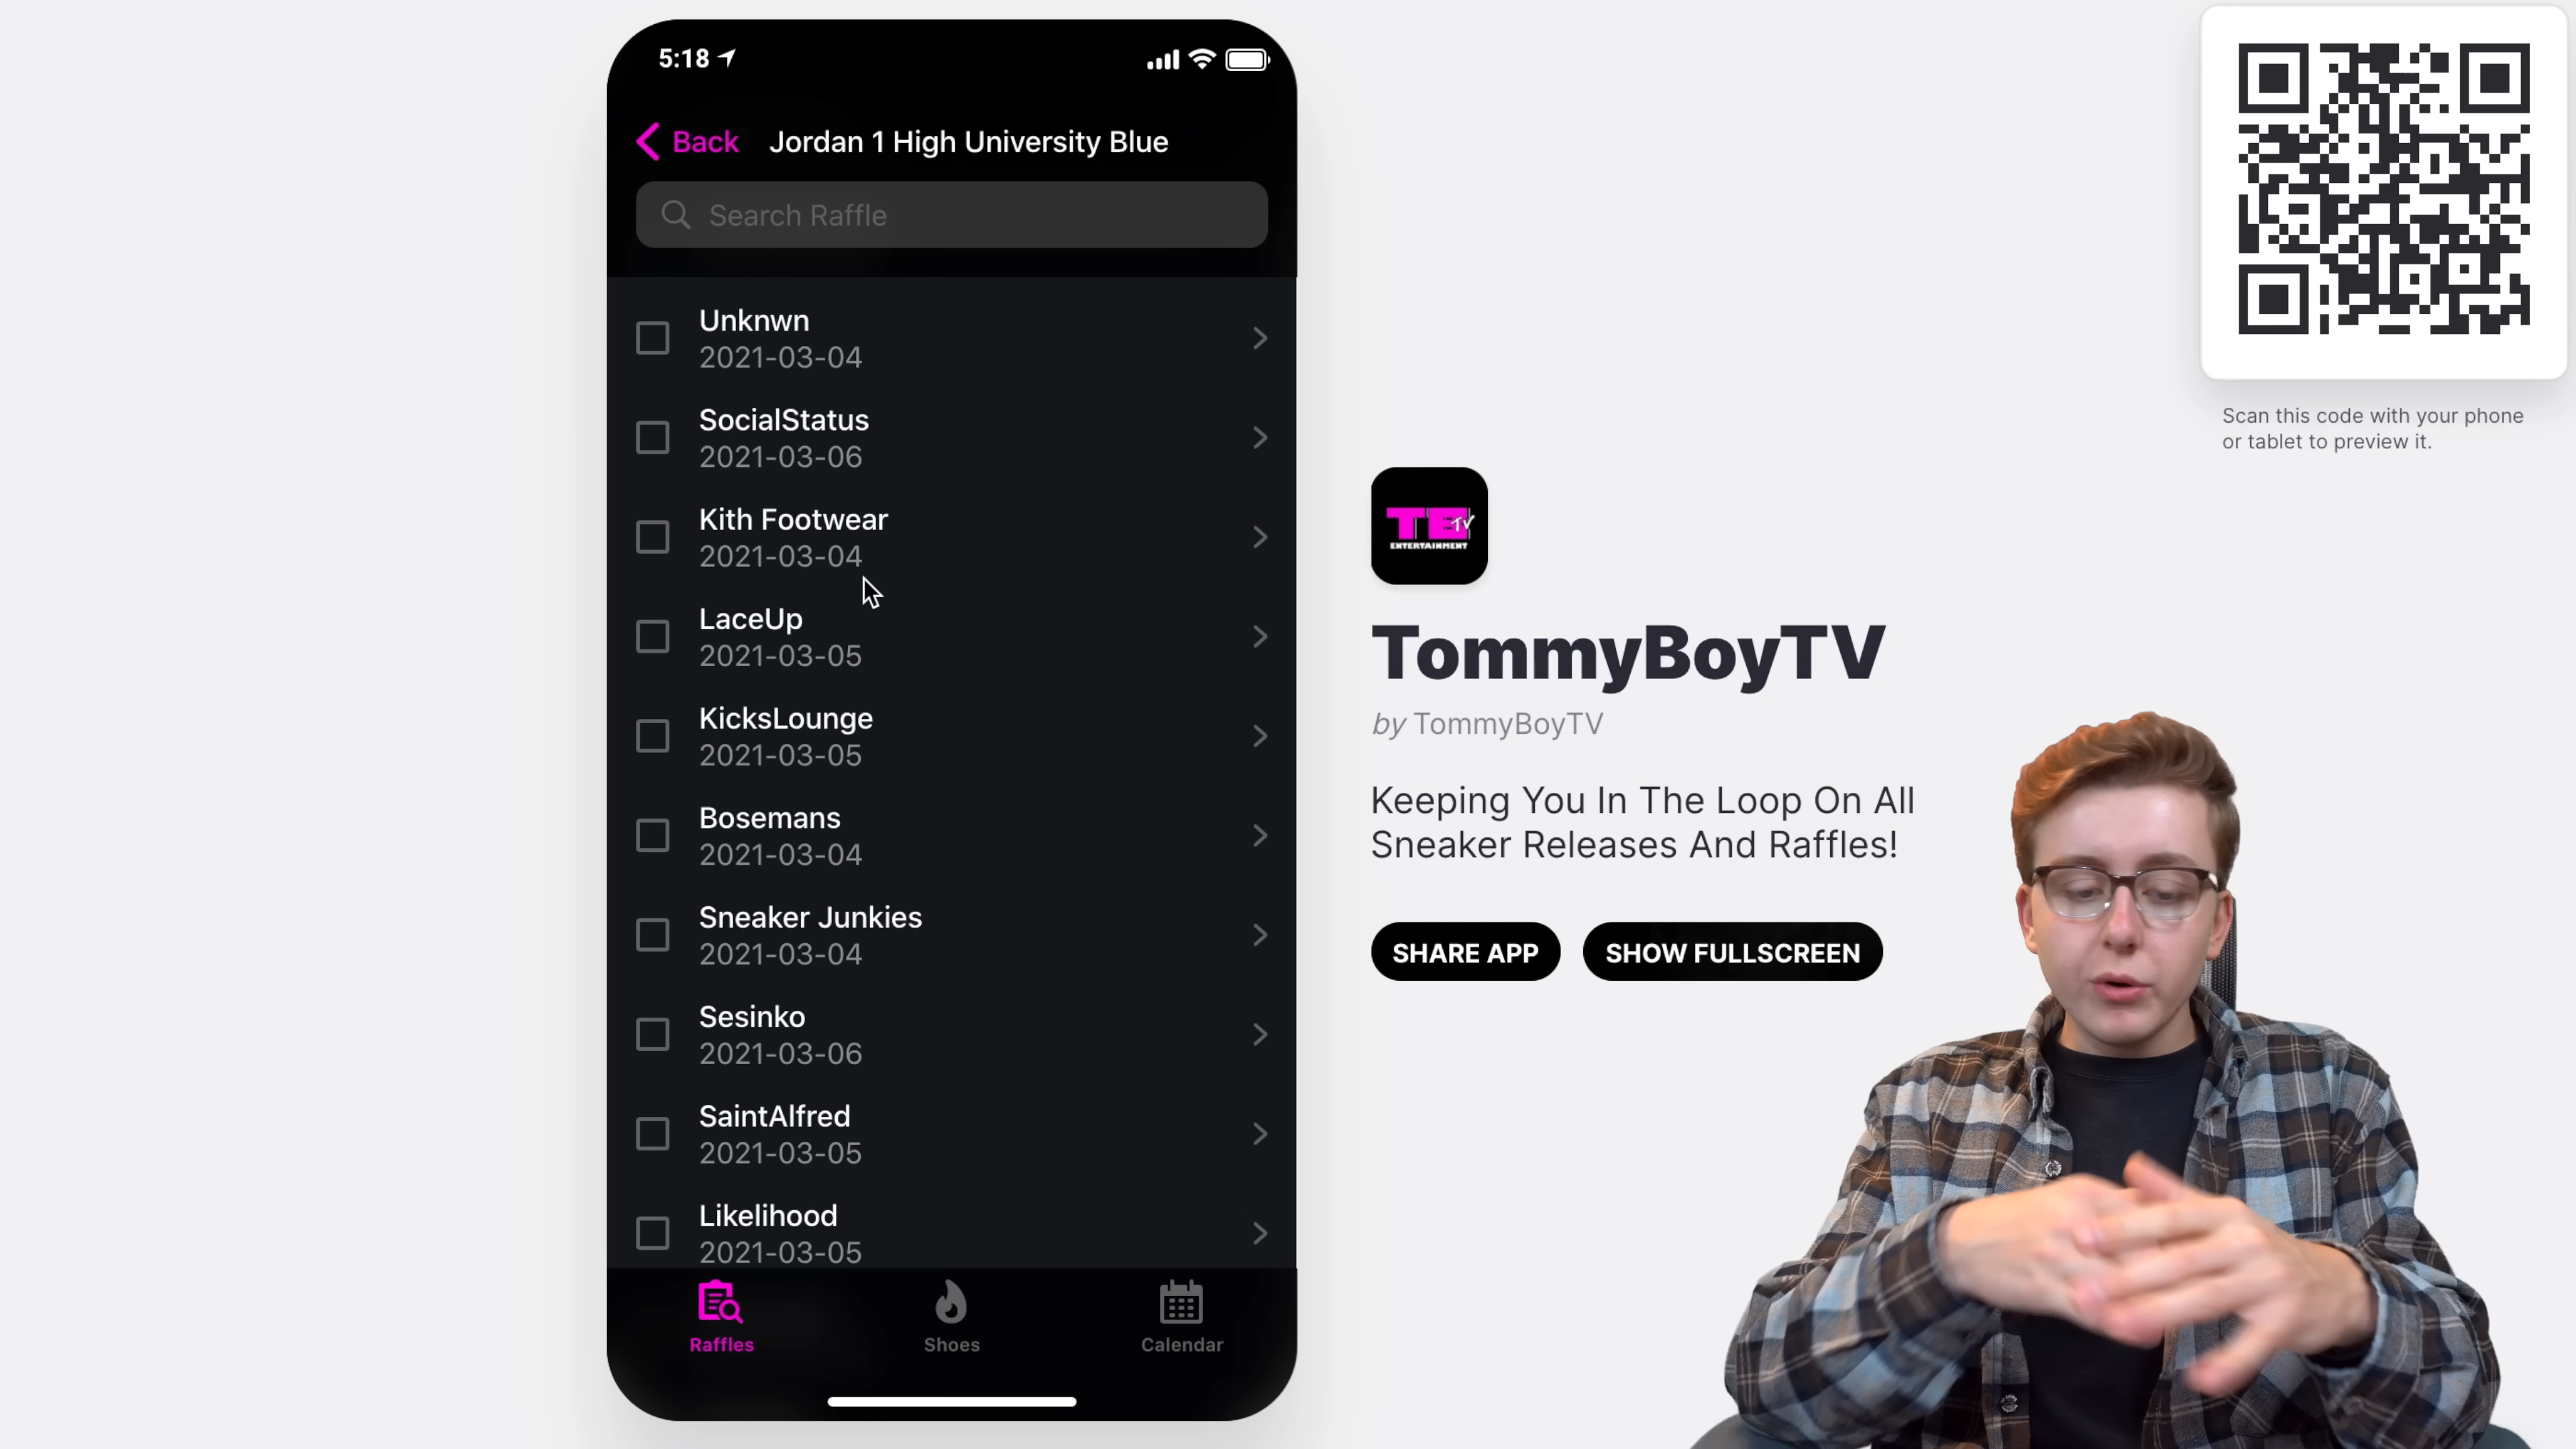 5:18
Back
Jordan 1 High University Blue
Search Raffle
Unknwn
2021-03-04
SocialStatus
2021-03-06
Kith Footwear
2021-03-04
LaceUp
2021-03-05
KicksLounge
2021-03-05
Bosemans
2021-03-04
Sneaker Junkies
2021-03-04
Sesinko
2021-03-06
SaintAlfred
2021-03-05
Likelihood
2021-03-05
Raffles
Shoes
Calendar
Scan this code with your phone
or tablet to preview it.
TB TV
ENTERTAINMENT
TommyBoyTV
by TommyBoyTV
Keeping You In The Loop On All
Sneaker Releases And Raffles!
SHARE APP
SHOW FULLSCREEN